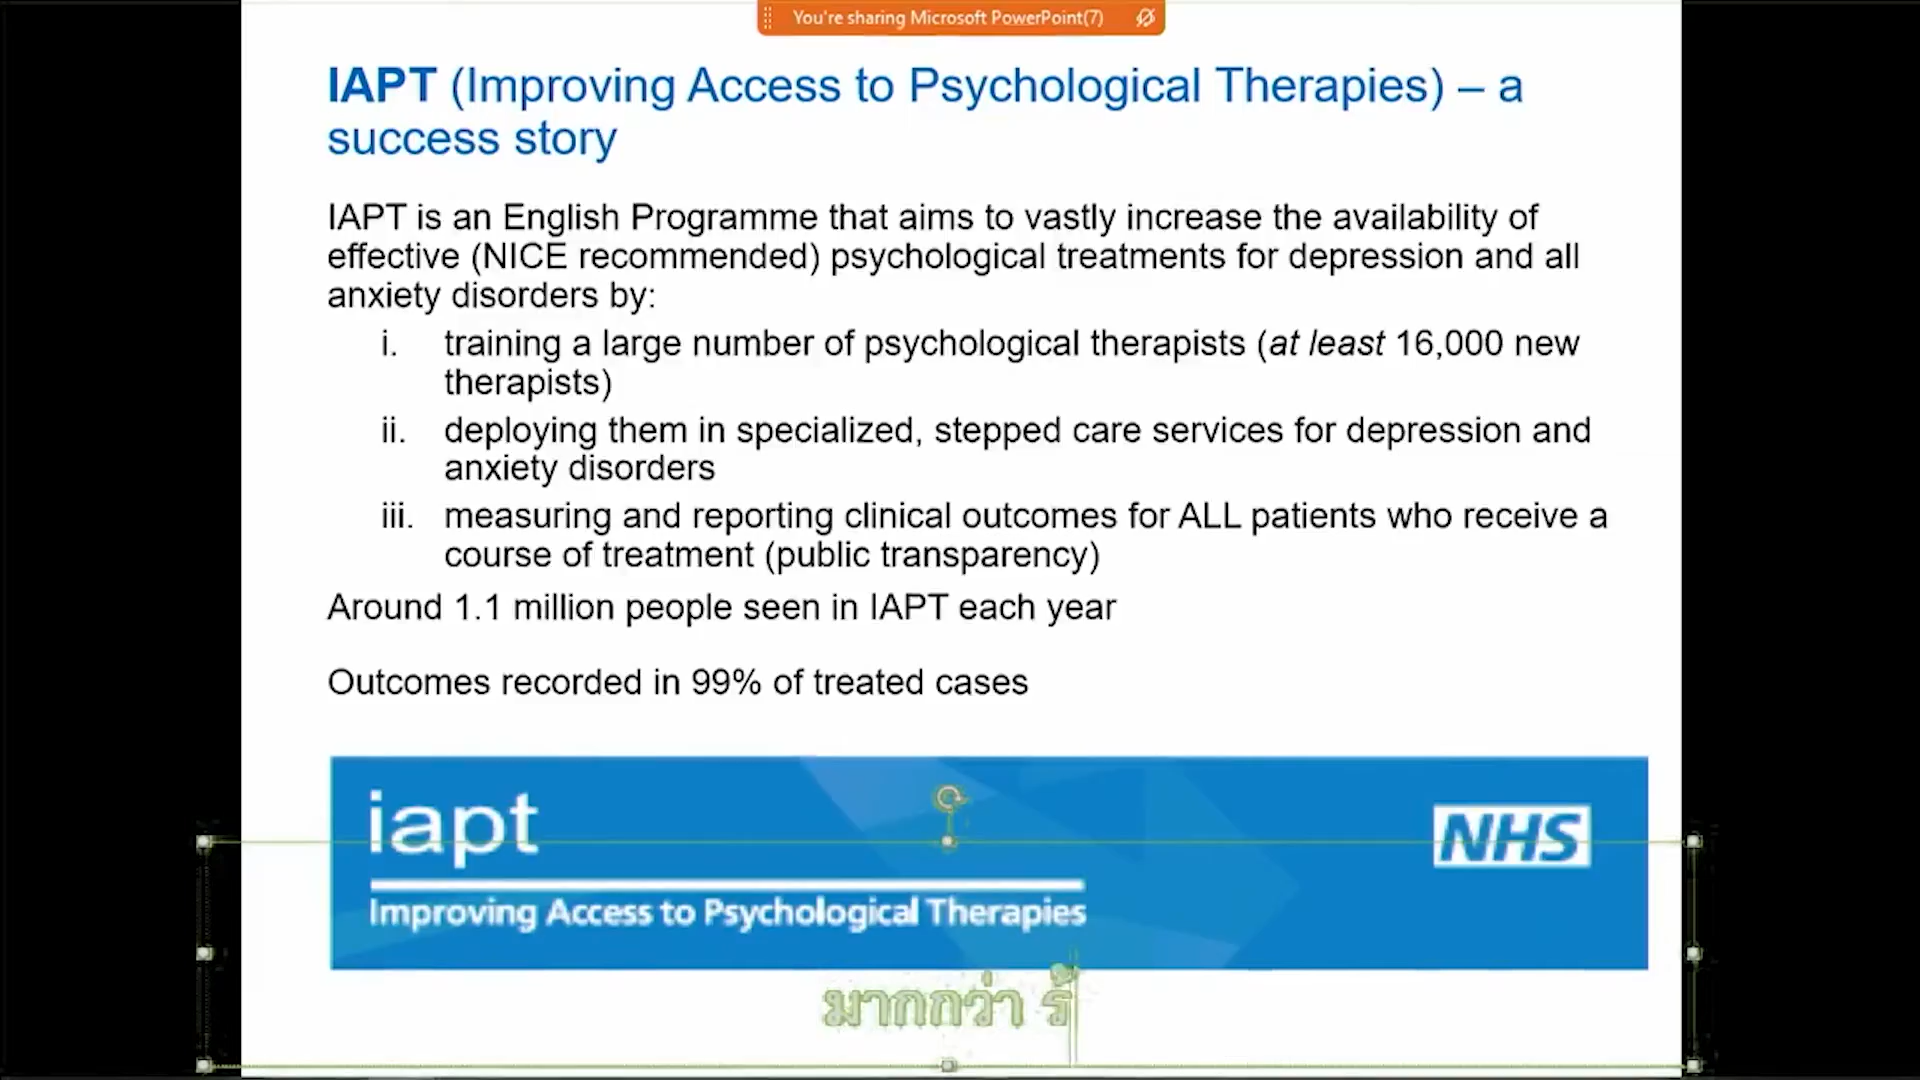 You're sharing Microsoft PowerPoint(7)
IAPT (Improving Access to Psychological Therapies) – a
success story
IAPT is an English Programme that aims to vastly increase the availability of
effective (NICE recommended) psychological treatments for depression and all
anxiety disorders by:
i. training a large number of psychological therapists (at least 16,000 new
therapists)
ii. deploying them in specialized, stepped care services for depression and
anxiety disorders
iii. measuring and reporting clinical outcomes for ALL patients who receive a
course of treatment (public transparency)
Around 1.1 million people seen in IAPT each year
Outcomes recorded in 99% of treated cases
iapt
NHS
Improving Access to Psychological Therapies
มากกว่า